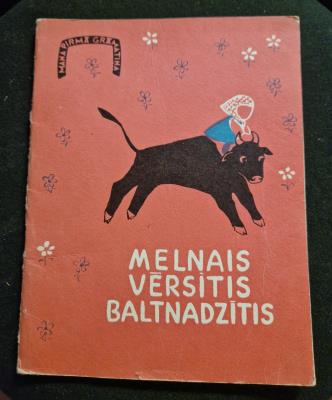 MANA PIRMĀ GRĀMATIŅA
MELNAIS
VĒRSĪTIS
BALTNADZĪTIS